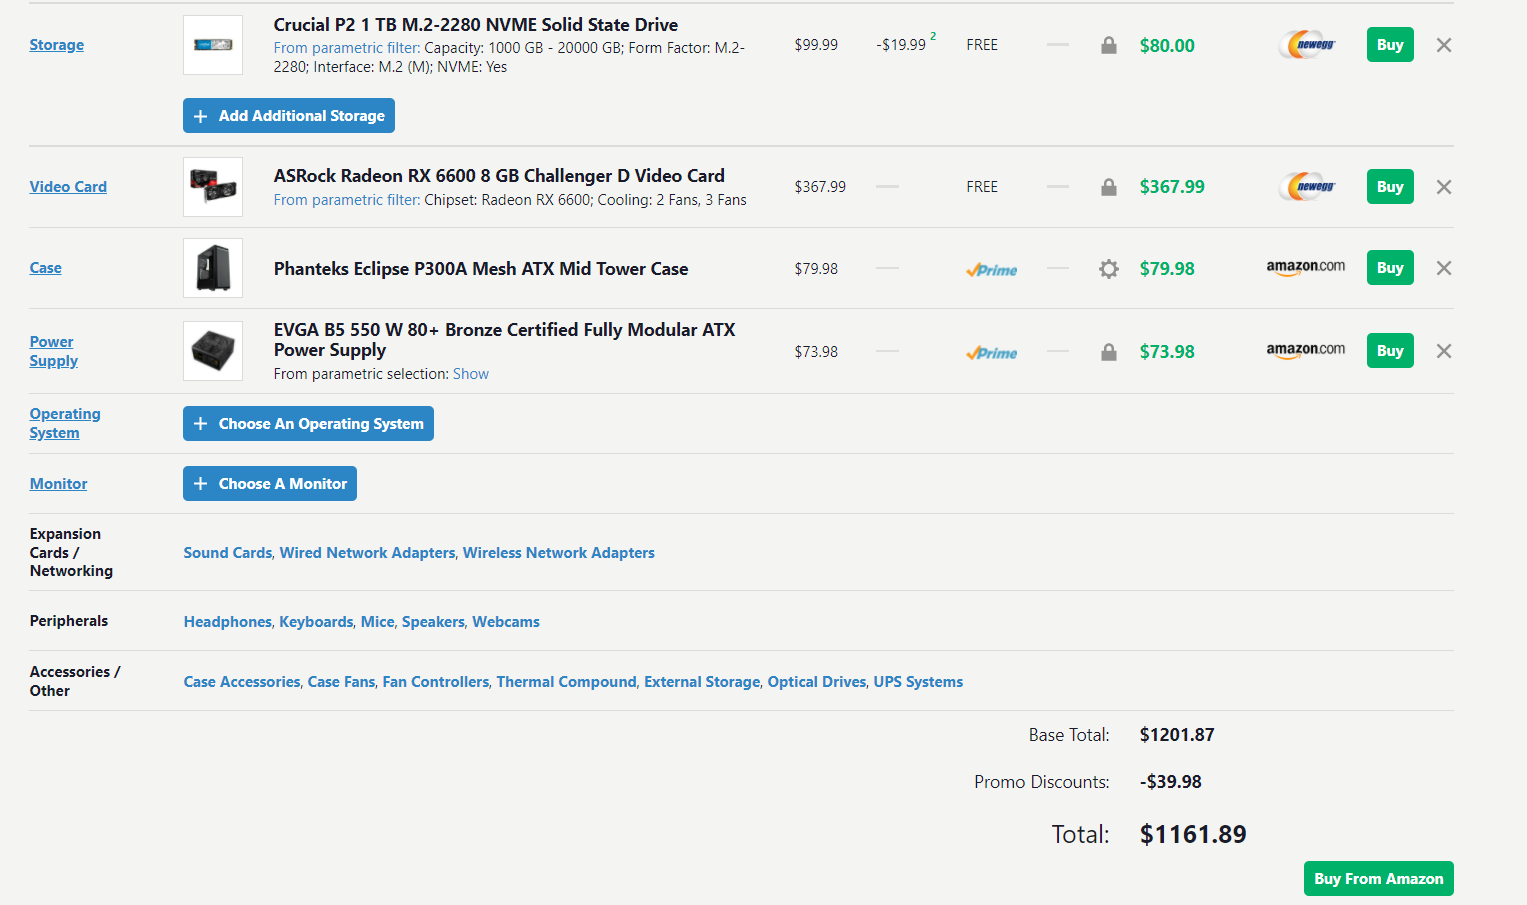 Storage
Crucial P2 1 TB M.2-2280 NVME Solid State Drive
From parametric filter: Capacity: 1000 GB - 20000 GB; Form Factor: M.2-
2280; Interface: M.2 (M); NVME: Yes
$99.99
-$19.99 2
FREE
$80.00
newegg
Buy
Add Additional Storage
Video Card
ASRock Radeon RX 6600 8 GB Challenger D Video Card
From parametric filter: Chipset: Radeon RX 6600; Cooling: 2 Fans, 3 Fans
$367.99
FREE
$367.99
newegg
Buy
Case
Phanteks Eclipse P300A Mesh ATX Mid Tower Case
$79.98
Prime
$79.98
amazon.com
Buy
Power
Supply
EVGA B5 550 W 80+ Bronze Certified Fully Modular ATX
Power Supply
From parametric selection: Show
$73.98
Prime
$73.98
amazon.com
Buy
Operating
System
Choose An Operating System
Monitor
Choose A Monitor
Expansion
Cards /
Networking
Sound Cards, Wired Network Adapters, Wireless Network Adapters
Peripherals
Headphones, Keyboards, Mice, Speakers, Webcams
Accessories /
Other
Case Accessories, Case Fans, Fan Controllers, Thermal Compound, External Storage, Optical Drives, UPS Systems
Base Total: $1201.87
Promo Discounts: -$39.98
Total: $1161.89
Buy From Amazon